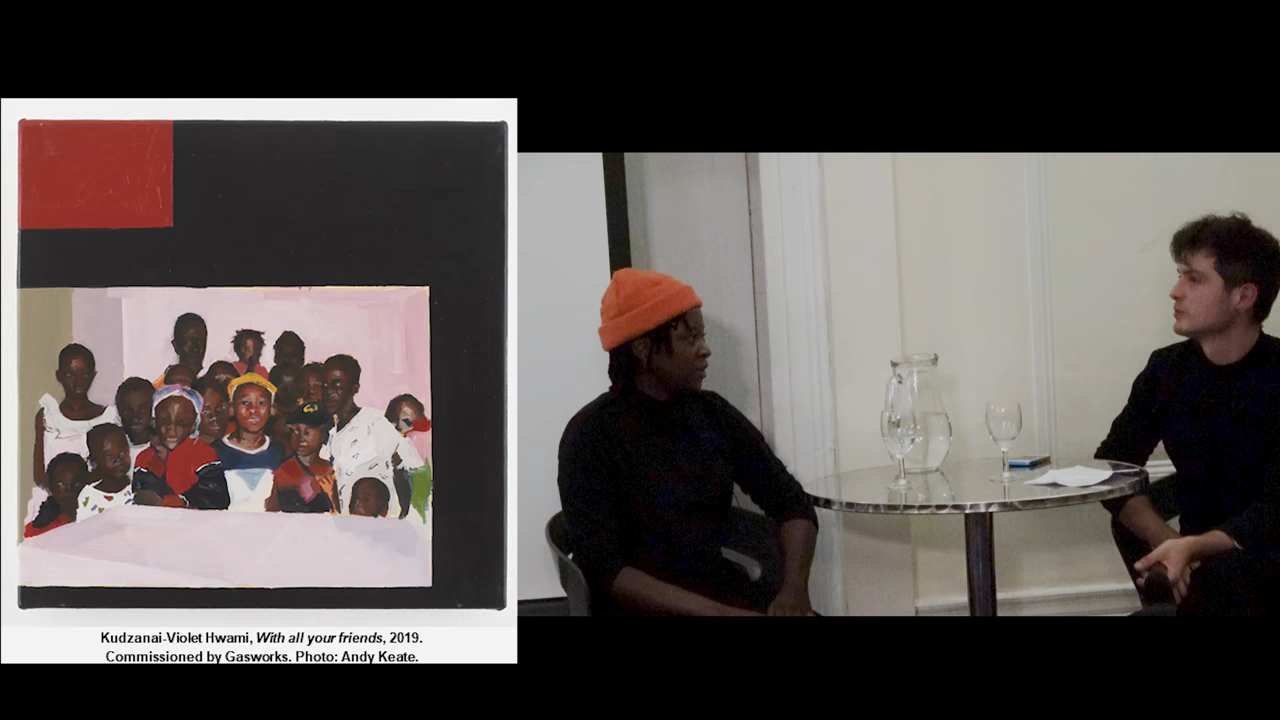 Kudzanai-Violet Hwami, With all your friends, 2019.
Commissioned by Gasworks. Photo: Andy Keate.